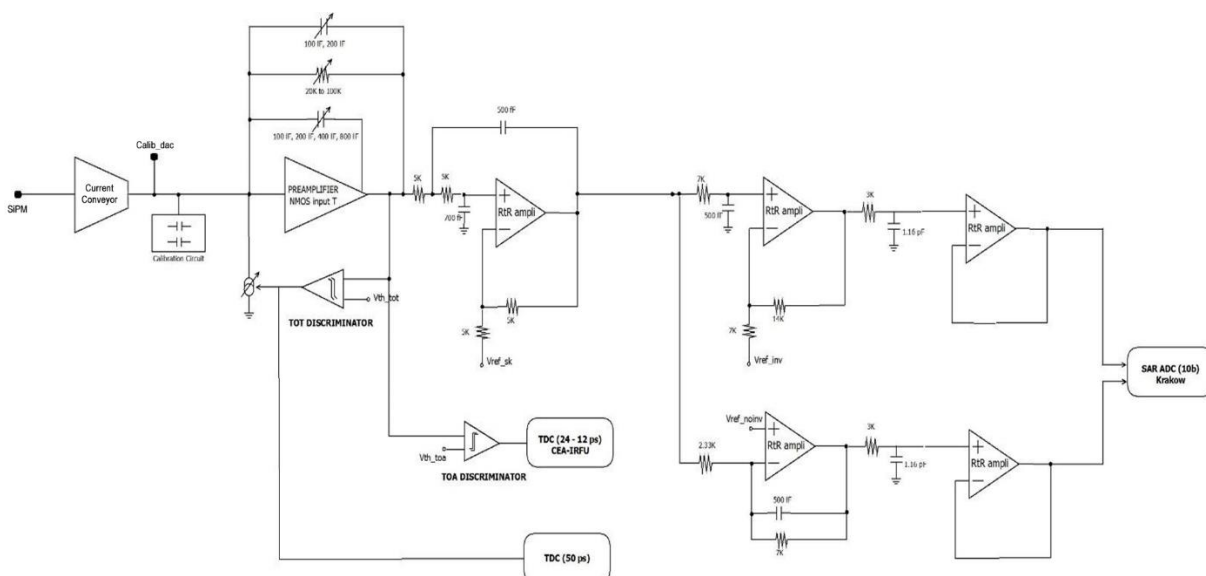 100 fF, 200 fF
20K to 100K
100 fF, 200 fF, 400 fF, 800 fF
500 fF
Calib_dac
SiPM
Current
Conveyor
Calibration Circuit
PREAMPLIFIER
NMOS input T
5K
5K
700 fF
RtR ampli
5K
5K
Vref_sk
Vth_tot
TOT DISCRIMINATOR
7K
500 fF
RtR ampli
3K
1.16 pF
RtR ampli
14K
7K
Vref_inv
SAR ADC (10b)
Krakow
Vth_toa
TOA DISCRIMINATOR
TDC (24 - 12 ps)
CEA-IRFU
Vref_noinv
2.33K
RtR ampli
500 fF
7K
3K
1.16 pF
RtR ampli
TDC (50 ps)